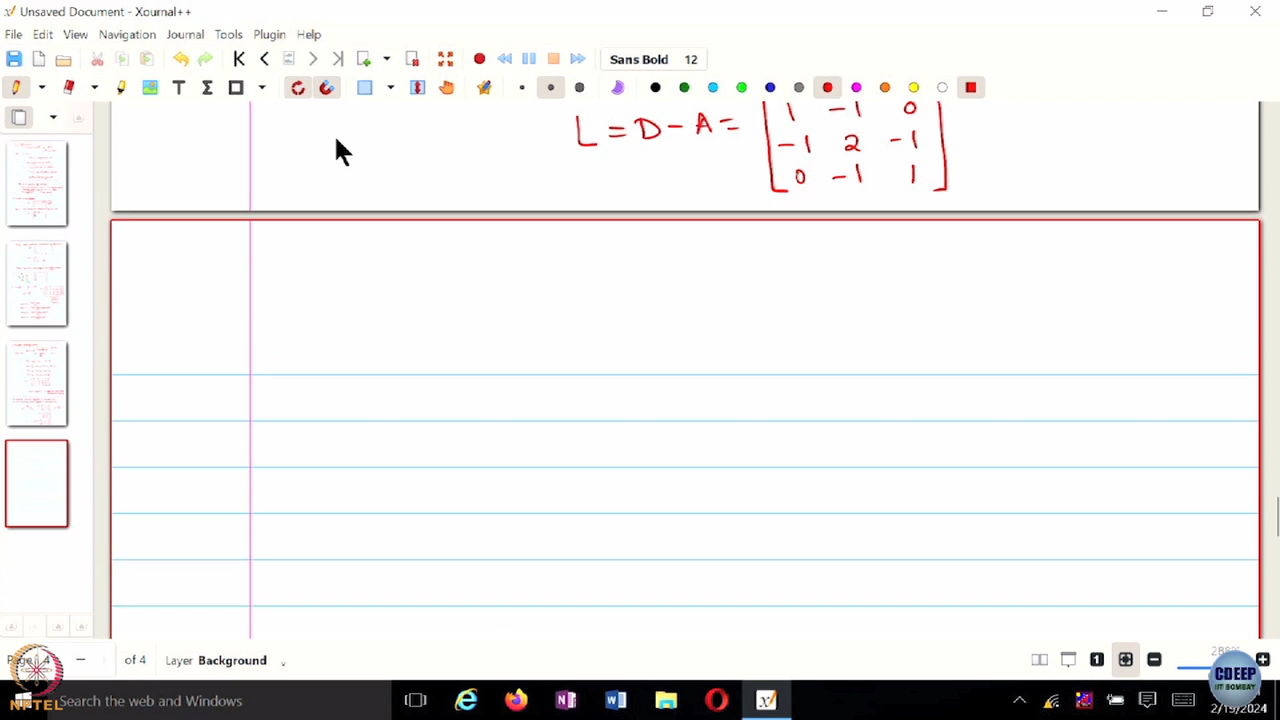 Unsaved Document - Xournal++
File Edit View Navigation Journal Tools Plugin Help
Sans Bold 12
L = D - A = [ 1 -1 0
-1 2 -1
0 -1 1 ]
Page 4 of 4 Layer Background
288%
Search the web and Windows
NPTEL
CDEEP
IIT BOMBAY
2/19/2024